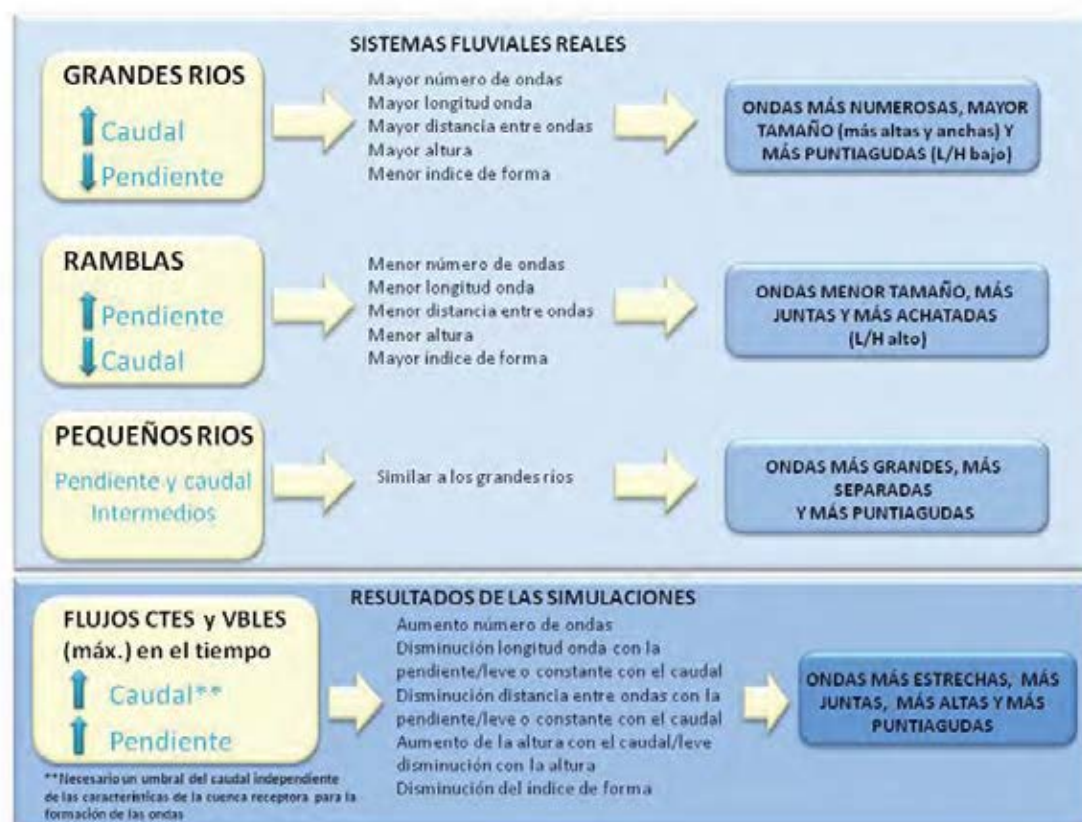 SISTEMAS FLUVIALES REALES
GRANDES RIOS
Caudal
Pendiente
Mayor número de ondas
Mayor longitud onda
Mayor distancia entre ondas
Mayor altura
Menor índice de forma
ONDAS MÁS NUMEROSAS, MAYOR
TAMAÑO (más altas y anchas) Y
MÁS PUNTIAGUDAS (L/H bajo)
RAMBLAS
Pendiente
Caudal
Menor número de ondas
Menor longitud onda
Menor distancia entre ondas
Menor altura
Mayor índice de forma
ONDAS MENOR TAMAÑO, MÁS
JUNTAS Y MÁS ACHATADAS
(L/H alto)
PEQUEÑOS RIOS
Pendiente y caudal
Intermedios
Similar a los grandes ríos
ONDAS MÁS GRANDES, MÁS
SEPARADAS
Y MÁS PUNTIAGUDAS
RESULTADOS DE LAS SIMULACIONES
FLUJOS CTES y VBLES
(máx.) en el tiempo
Caudal**
Pendiente
**Necesario un umbral del caudal independiente
de las características de la cuenca receptora para la
formación de las ondas
Aumento número de ondas
Disminución longitud onda con la
pendiente/leve o constante con el caudal
Disminución distancia entre ondas con la
pendiente/leve o constante con el caudal
Aumento de la altura con el caudal/leve
disminución con la altura
Disminución del índice de forma
ONDAS MÁS ESTRECHAS, MÁS
JUNTAS, MÁS ALTAS Y MÁS
PUNTIAGUDAS